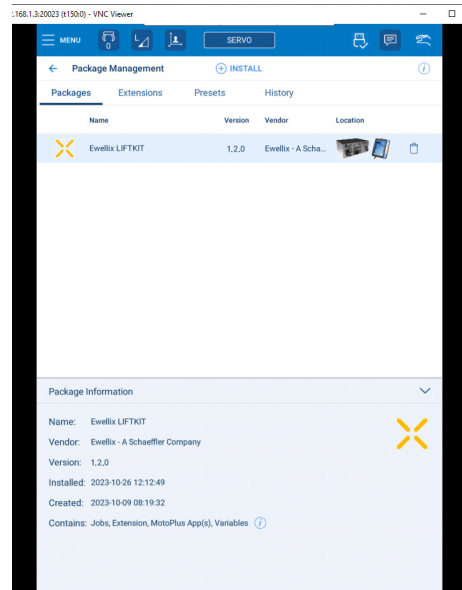 .168.1.3:20023 (t150:0) - VNC Viewer
MENU
0
L
SERVO
Package Management
INSTALL
i
Packages Extensions Presets History
Name Version Vendor Location
Ewellix LIFTKIT 1.2.0 Ewellix - A Scha...
Package Information
Name: Ewellix LIFTKIT
Vendor: Ewellix - A Schaeffler Company
Version: 1.2.0
Installed: 2023-10-26 12:12:49
Created: 2023-10-09 08:19:32
Contains: Jobs, Extension, MotoPlus App(s), Variables i